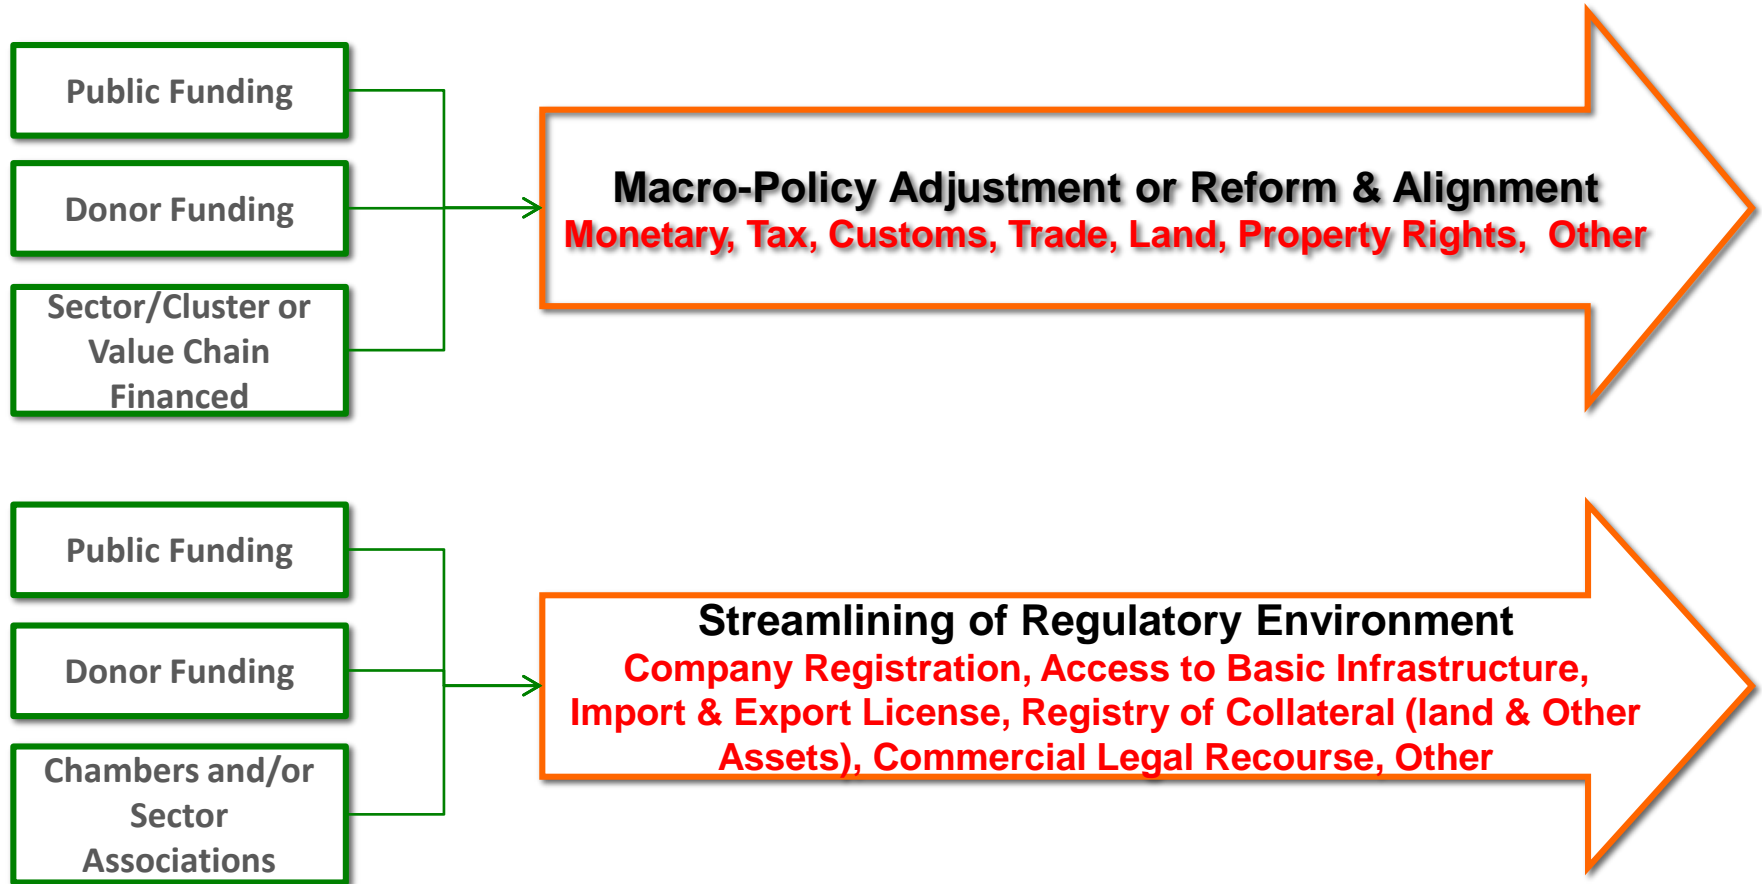 Public Funding
Donor Funding
Sector/Cluster or
Value Chain
Financed
Macro-Policy Adjustment or Reform & Alignment
Monetary, Tax, Customs, Trade, Land, Property Rights, Other
Public Funding
Donor Funding
Chambers and/or
Sector
Associations
Streamlining of Regulatory Environment
Company Registration, Access to Basic Infrastructure,
Import & Export License, Registry of Collateral (land & Other
Assets), Commercial Legal Recourse, Other